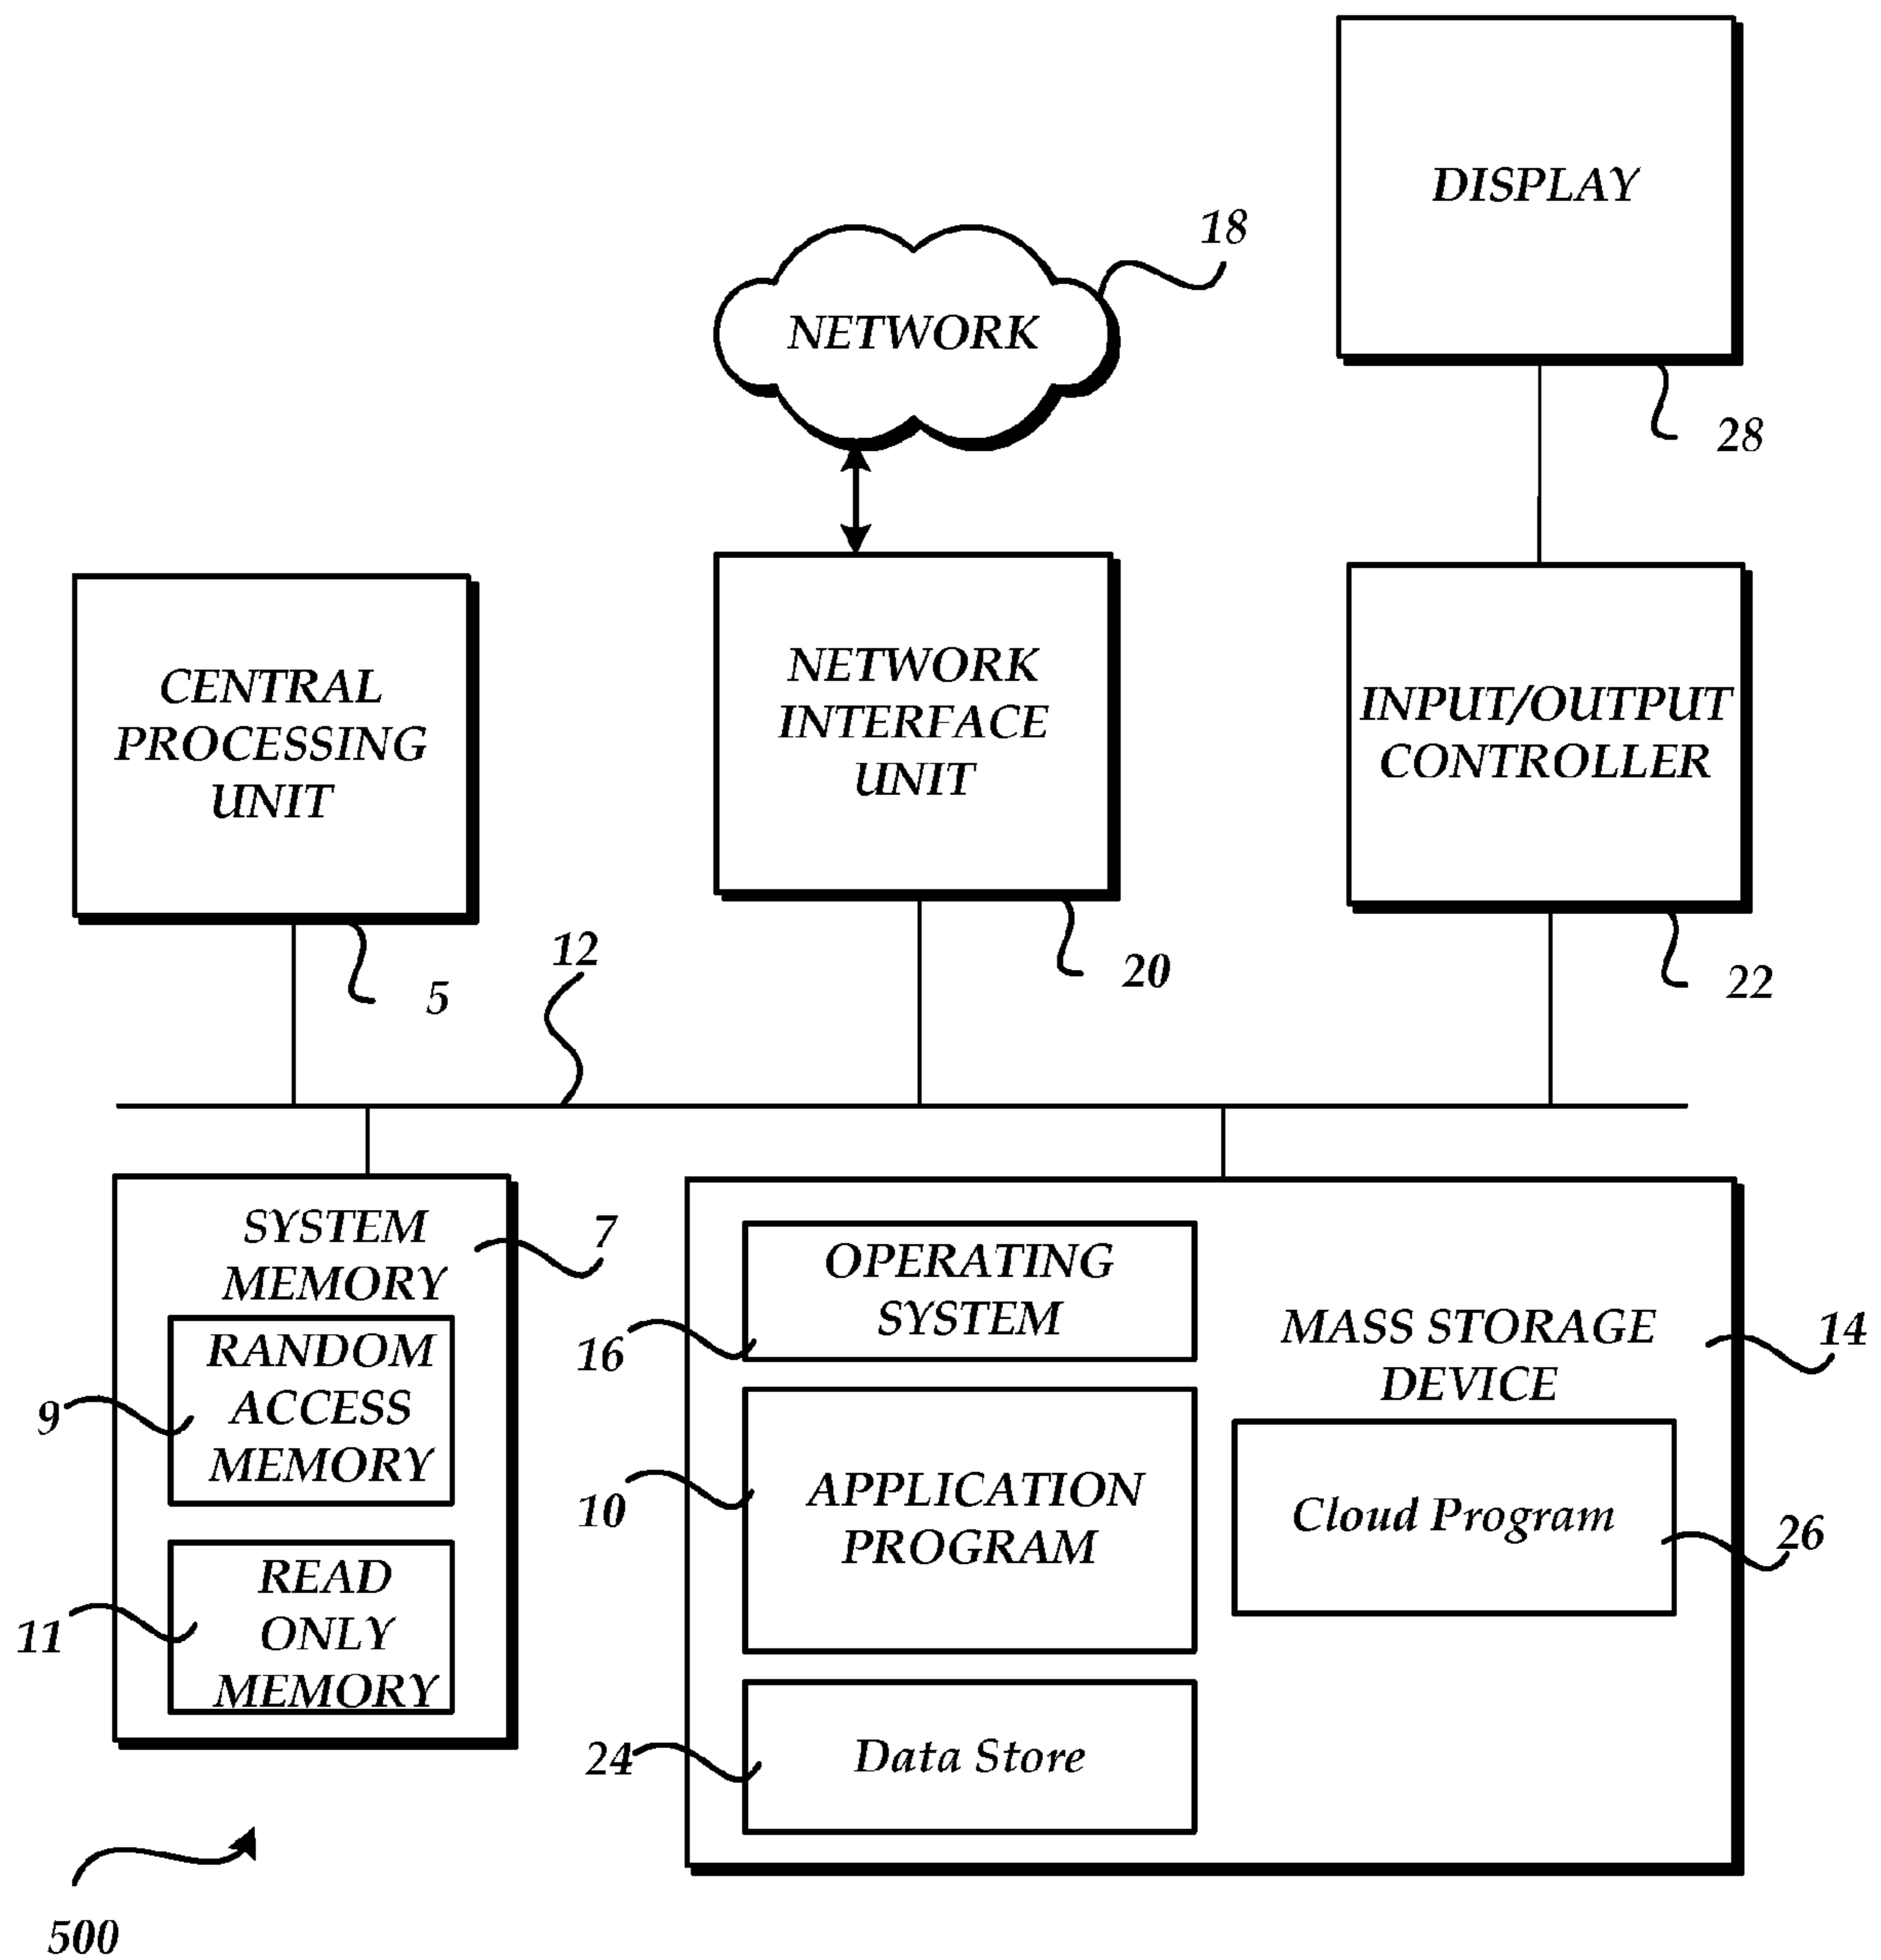 DISPLAY
18
NETWORK
28
CENTRAL
PROCESSING
UNIT
NETWORK
INTERFACE
UNIT
INPUT/OUTPUT
CONTROLLER
12
5
20
22
SYSTEM
MEMORY
7
RANDOM
ACCESS
MEMORY
9
READ
ONLY
MEMORY
11
OPERATING
SYSTEM
16
MASS STORAGE
DEVICE
14
APPLICATION
PROGRAM
10
Cloud Program
26
Data Store
24
500